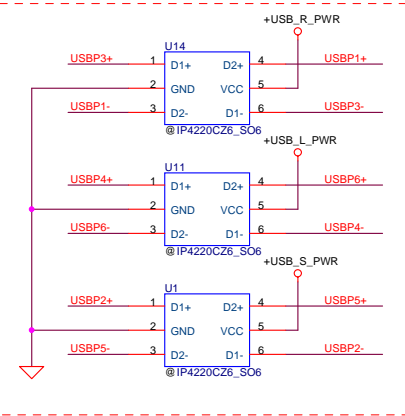 +USB_R_PWR
U14
USBP3+ 1 D1+ D2+ 4 USBP1+
2 GND VCC 5
USBP1- 3 D2- D1- 6 USBP3-
@IP4220CZ6_SO6
+USB_L_PWR
U11
USBP4+ 1 D1+ D2+ 4 USBP6+
2 GND VCC 5
USBP6- 3 D2- D1- 6 USBP4-
@IP4220CZ6_SO6
+USB_S_PWR
U1
USBP2+ 1 D1+ D2+ 4 USBP5+
2 GND VCC 5
USBP5- 3 D2- D1- 6 USBP2-
@IP4220CZ6_SO6